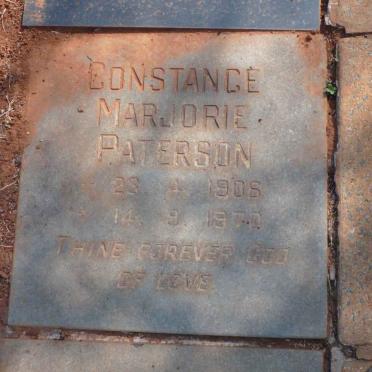 CONSTANCE
MARJORIE
PATERSON
23 4 1906
14 9 1970
THINE FOREVER GOD
OF LOVE.